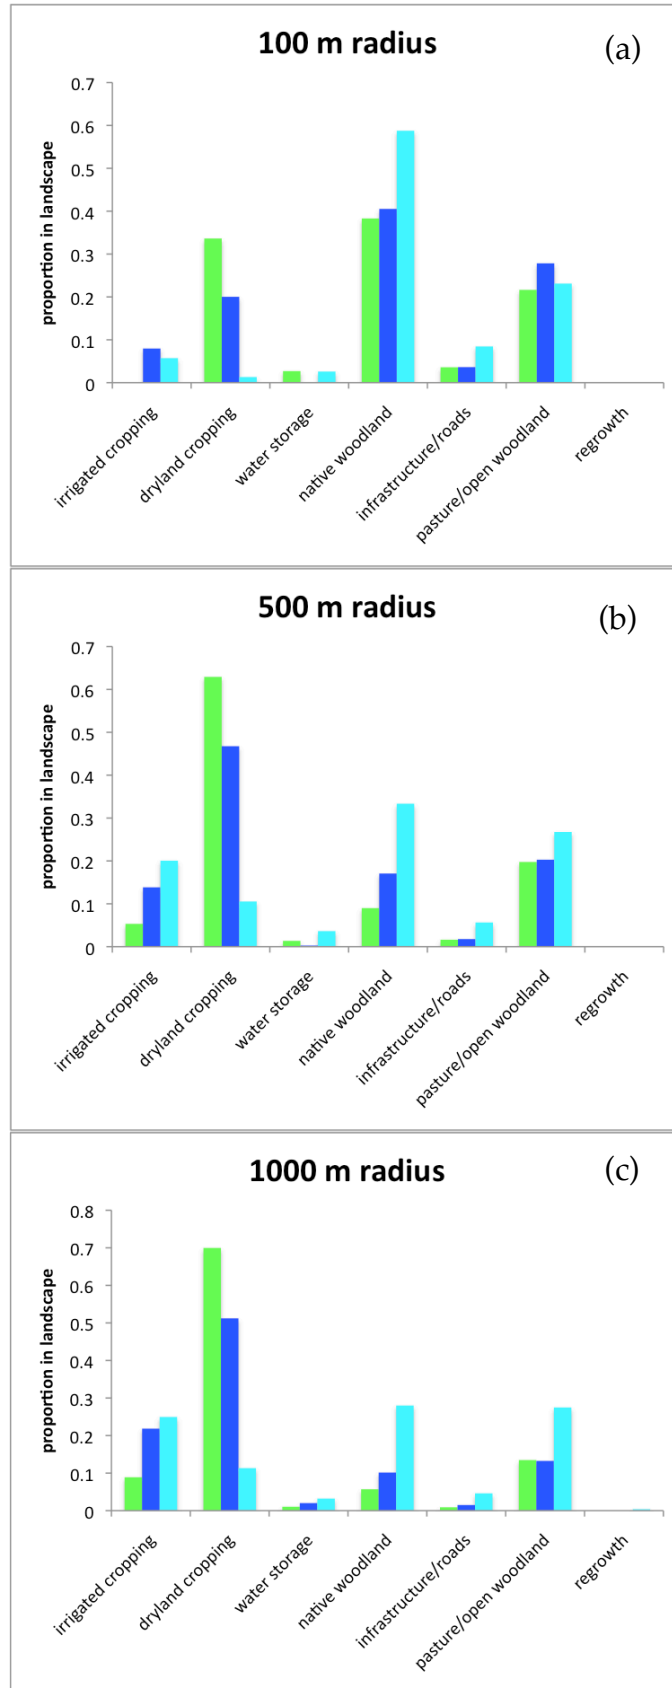 100 m radius
(a)
proportion in landscape
0.7
0.6
0.5
0.4
0.3
0.2
0.1
0
irrigated cropping
dryland cropping
water storage
native woodland
infrastructure/roads
pasture/open woodland
regrowth
500 m radius
(b)
proportion in landscape
0.7
0.6
0.5
0.4
0.3
0.2
0.1
0
irrigated cropping
dryland cropping
water storage
native woodland
infrastructure/roads
pasture/open woodland
regrowth
1000 m radius
(c)
proportion in landscape
0.8
0.7
0.6
0.5
0.4
0.3
0.2
0.1
0
irrigated cropping
dryland cropping
water storage
native woodland
infrastructure/roads
pasture/open woodland
regrowth